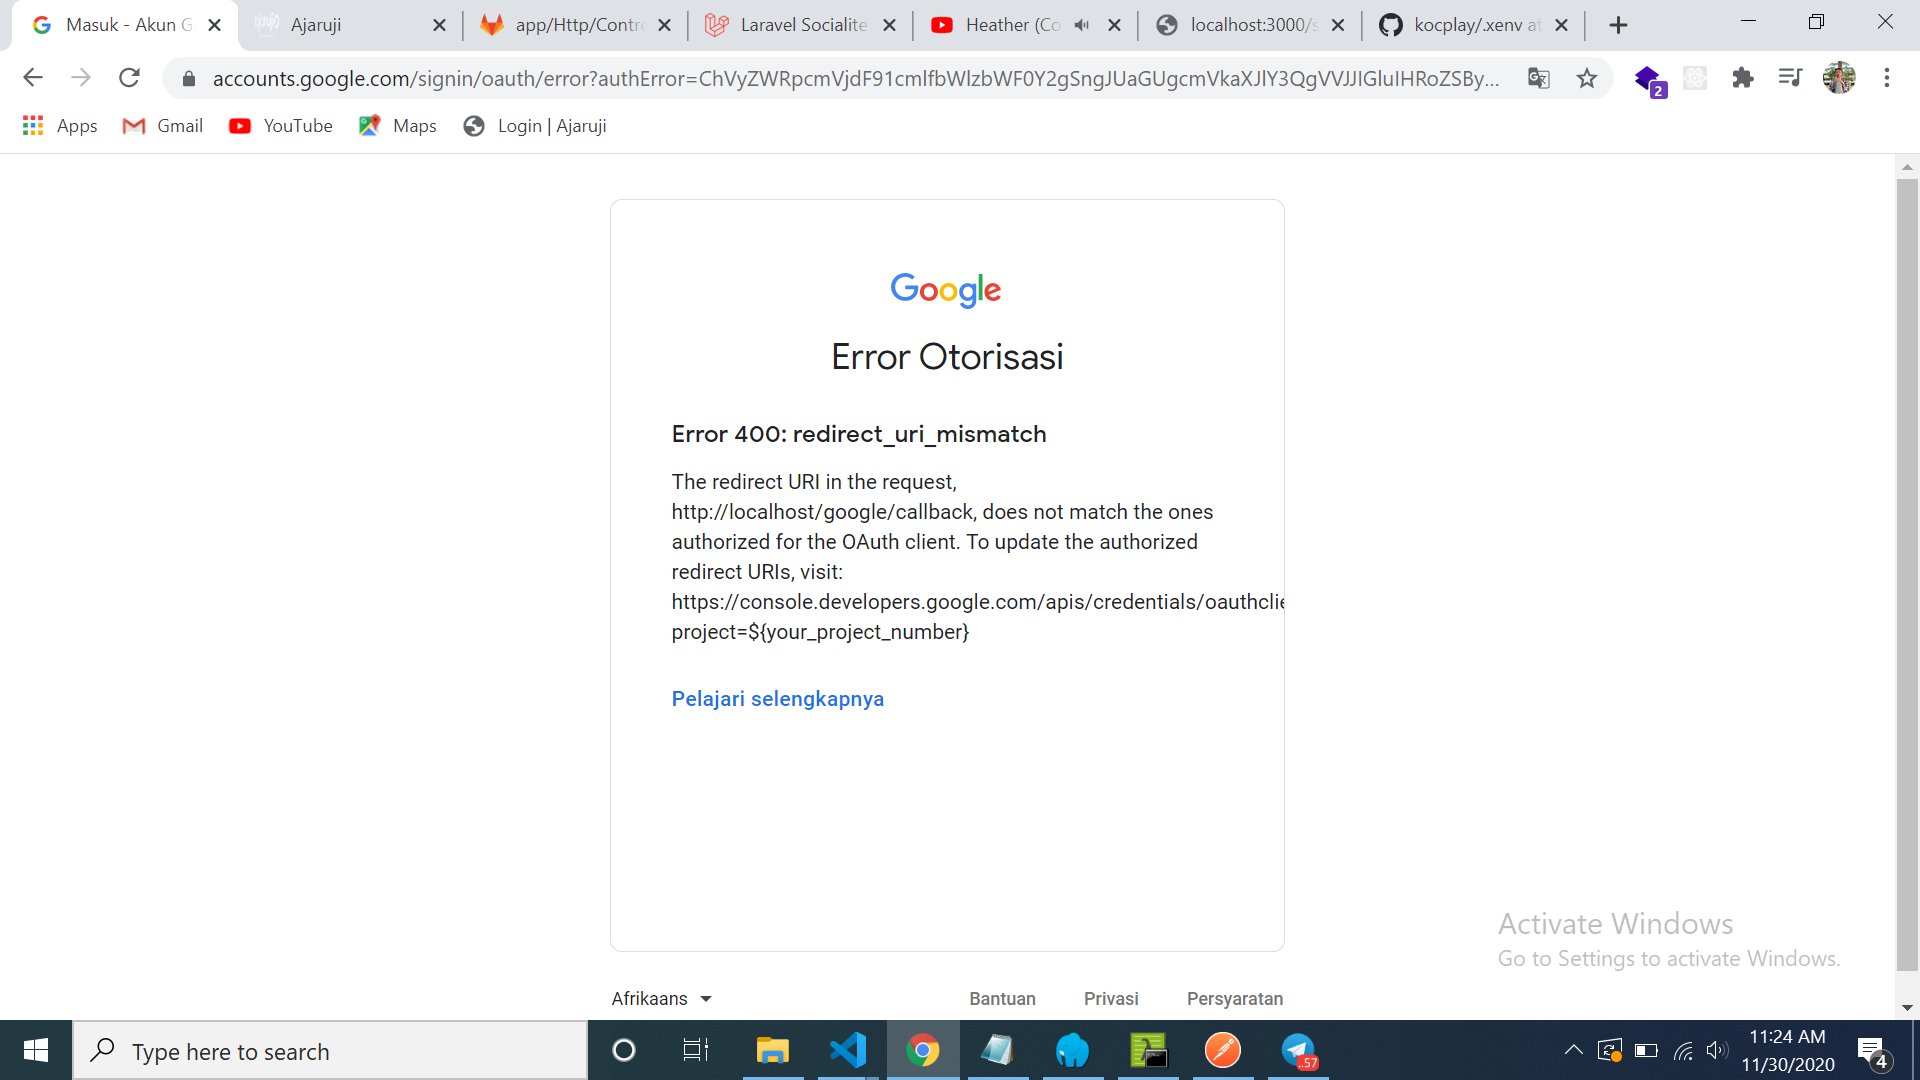 Masuk - Akun G
Ajaruji
app/Http/Contro
Laravel Socialite
Heather (Co
localhost:3000/s
kocplay/.xenv at
accounts.google.com/signin/oauth/error?authError=ChVyZWRpcmVjdF91cmlfbWlzbWF0Y2gSngJUaGUgcmVkaXJlY3QgVVJJIGluIHRoZSBy...
2
Apps
Gmail
YouTube
Maps
Login | Ajaruji
Google
Error Otorisasi
Error 400: redirect_uri_mismatch
The redirect URI in the request,
http://localhost/google/callback, does not match the ones
authorized for the OAuth client. To update the authorized
redirect URIs, visit:
https://console.developers.google.com/apis/credentials/oauthclie
project=${your_project_number}
Pelajari selengkapnya
Activate Windows
Go to Settings to activate Windows.
Afrikaans
Bantuan
Privasi
Persyaratan
Type here to search
..57
11:24 AM
11/30/2020
4